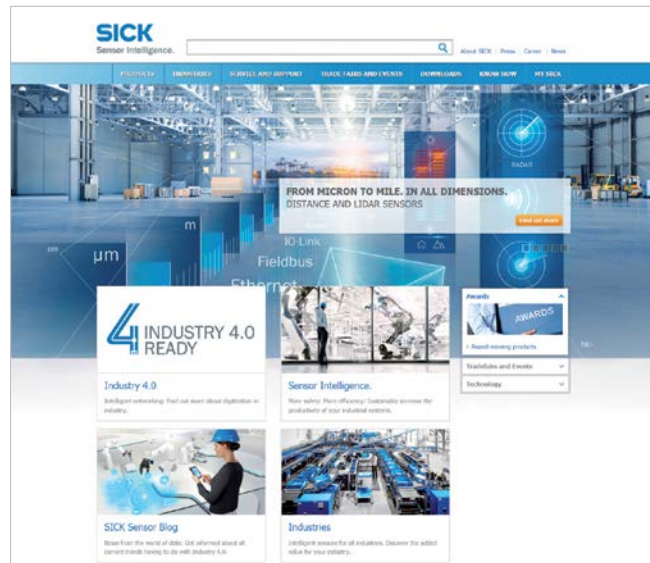 SICK
Sensor Intelligence.
About SICK | Press | Career | News
PRODUCTS INDUSTRIES SERVICE AND SUPPORT TRADE FAIRS AND EVENTS DOWNLOADS KNOW HOW MY SICK
RADAR
FROM MICRON TO MILE. IN ALL DIMENSIONS.
DISTANCE AND LIDAR SENSORS
Find out more
m
µm
IO-Link
Fieldbus
Ethernet
4 INDUSTRY 4.0
READY
Awards
AWARDS
› Award-winning products
Tradefairs and Events
Technology
Industry 4.0
Intelligent networking: Find out more about digitization in
industry.
Sensor Intelligence.
More safety. More efficiency: Sustainably increase the
productivity of your industrial systems.
SICK Sensor Blog
News from the world of data: Get informed about all
current trends having to do with Industry 4.0.
Industries
Intelligent sensors for all industries. Discover the added
value for your industry.